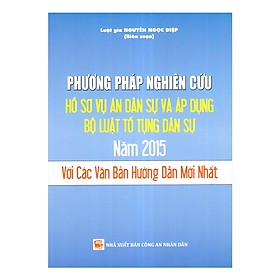 Luật gia NGUYỄN NGỌC ĐIỆP
(Biên soạn)
PHƯƠNG PHÁP NGHIÊN CỨU
HỒ SƠ VỤ ÁN DÂN SỰ VÀ ÁP DỤNG
BỘ LUẬT TỐ TỤNG DÂN SỰ
Năm 2015
Với Các Văn Bản Hướng Dẫn Mới Nhất
NHÀ XUẤT BẢN CÔNG AN NHÂN DÂN